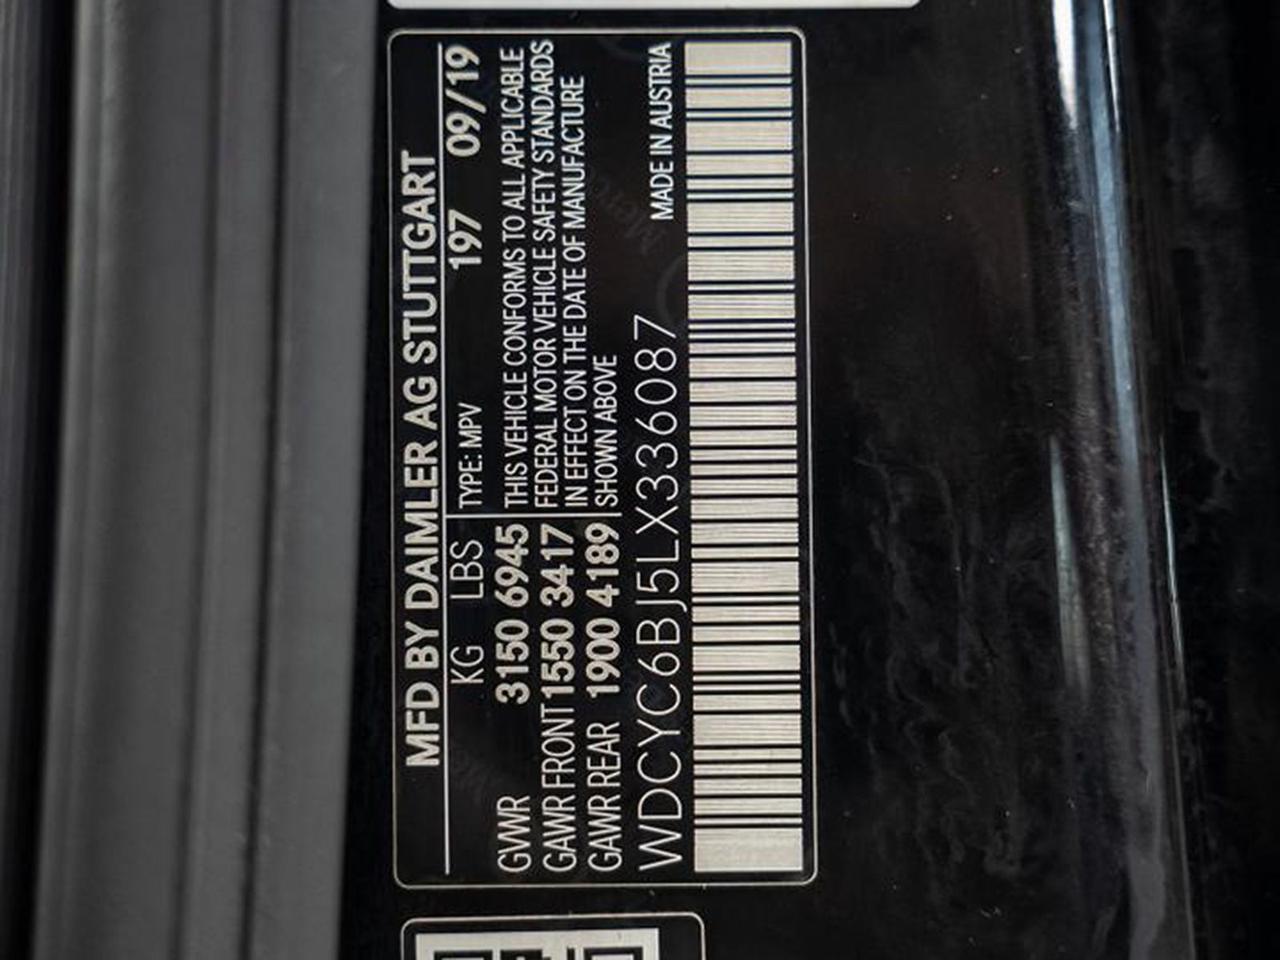 MFD BY DAIMLER AG STUTTGART
KG LBS TYPE: MPV 197 09/19
GVWR 3150 6945 THIS VEHICLE CONFORMS TO ALL APPLICABLE
FEDERAL MOTOR VEHICLE SAFETY STANDARDS
GAWR FRONT 1550 3417 IN EFFECT ON THE DATE OF MANUFACTURE
GAWR REAR 1900 4189 SHOWN ABOVE
WDCYC6BJ5LX336087 MADE IN AUSTRIA